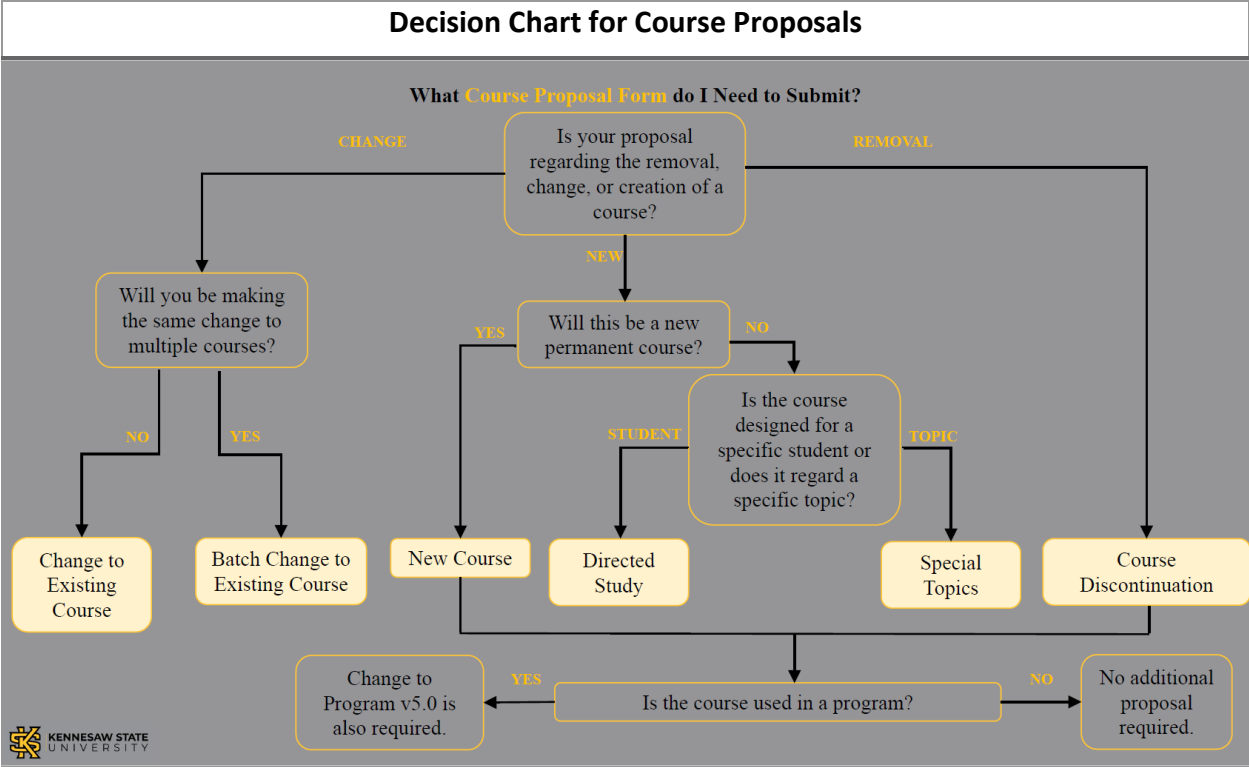 Decision Chart for Course Proposals
What Course Proposal Form do I Need to Submit?
Is your proposal
regarding the removal,
change, or creation of a
course?
CHANGE
REMOVAL
NEW
Will you be making
the same change to
multiple courses?
YES
Will this be a new
permanent course?
NO
Is the course
designed for a
specific student or
does it regard a
specific topic?
NO
YES
STUDENT
TOPIC
Change to
Existing
Course
Batch Change to
Existing Course
New Course
Directed
Study
Special
Topics
Course
Discontinuation
Change to
Program v5.0 is
also required.
YES
Is the course used in a program?
NO
No additional
proposal
required.
KENNESAW STATE
UNIVERSITY